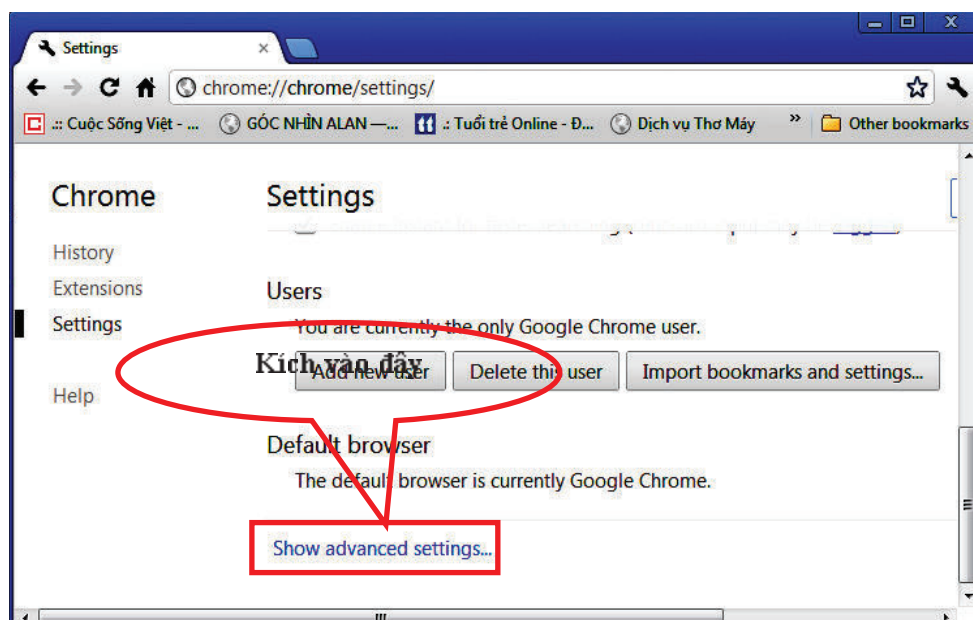 Settings
chrome://chrome/settings/
.:: Cuộc Sống Việt - ... GÓC NHÌN ALAN —... .: Tuổi trẻ Online - Đ... Dịch vụ Thơ Máy » Other bookmarks
Chrome
Settings
History
Extensions
Settings
Help
Users
You are currently the only Google Chrome user.
Kích vào đây
Add new user Delete this user Import bookmarks and settings...
Default browser
The default browser is currently Google Chrome.
Show advanced settings...